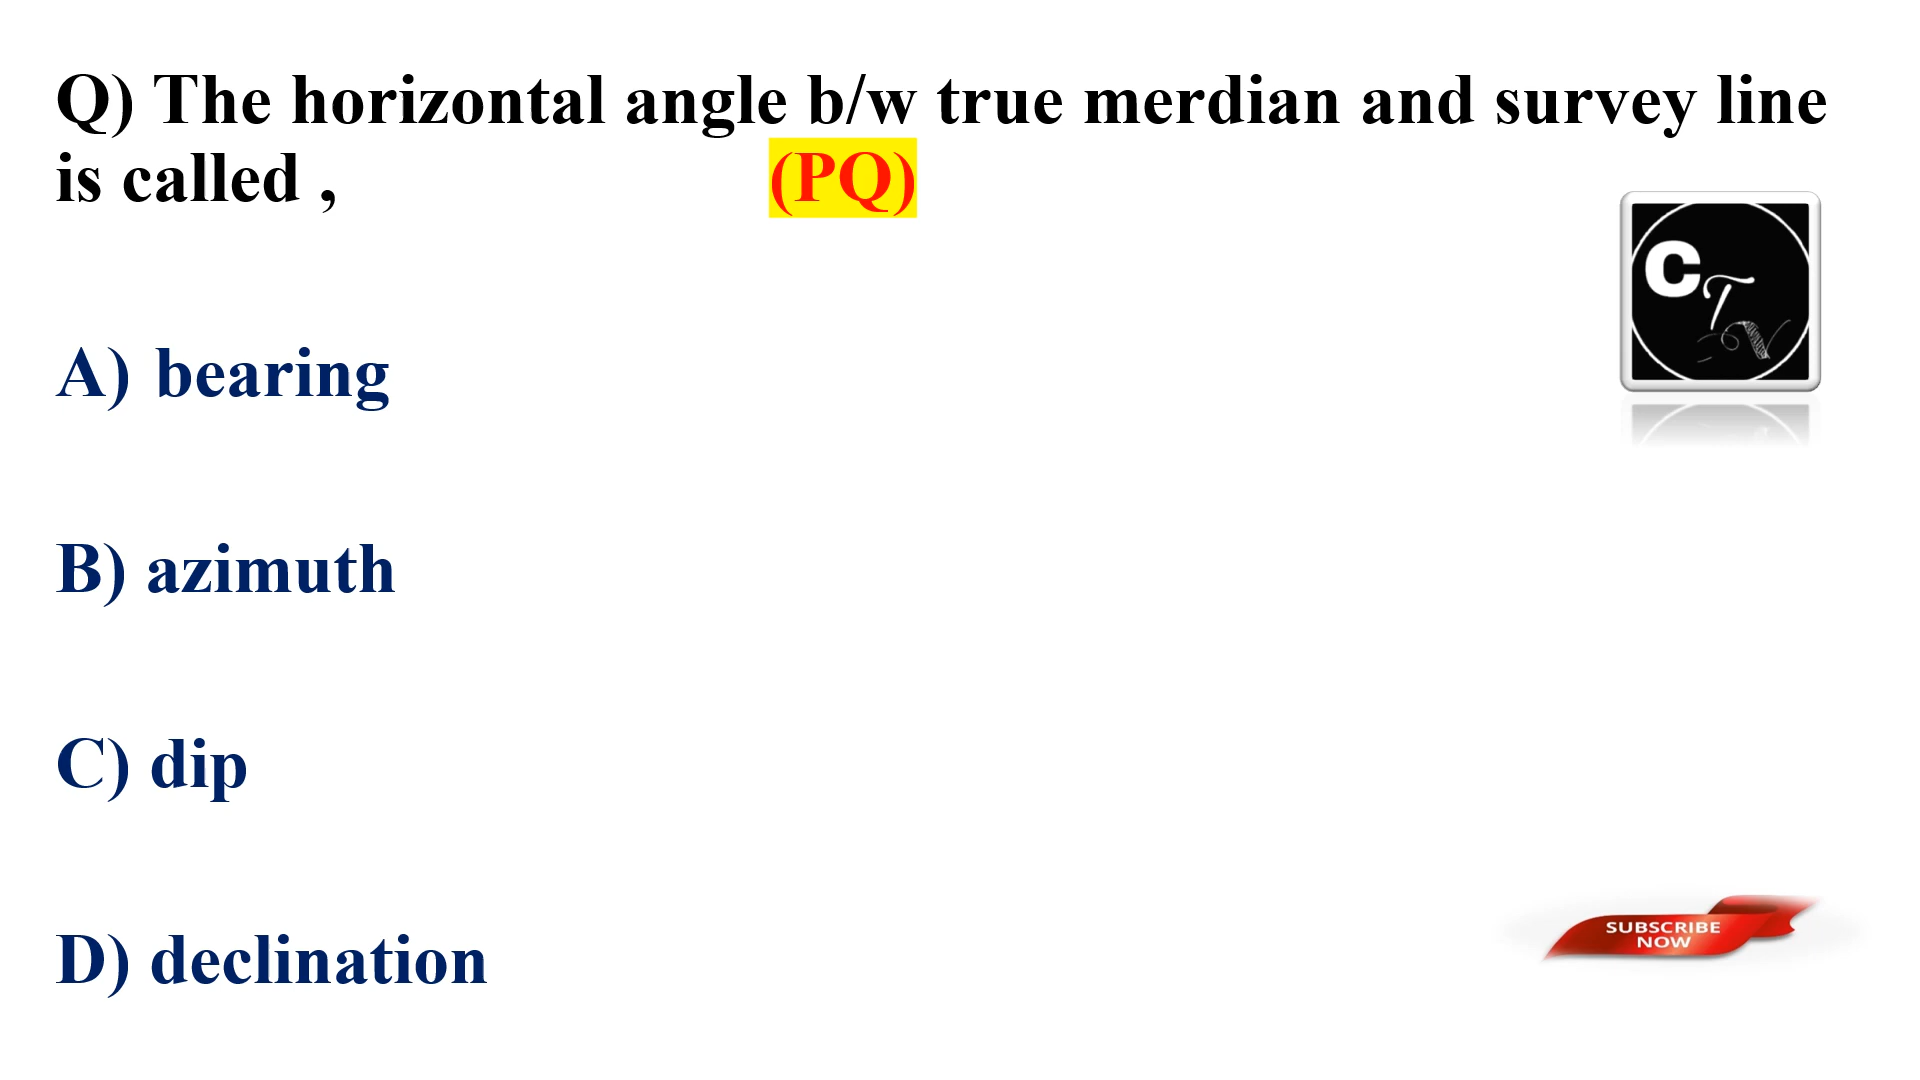 Q) The horizontal angle b/w true merdian and survey line
is called , (PQ)
C
T
V
A) bearing
B) azimuth
C) dip
D) declination
SUBSCRIBE
NOW